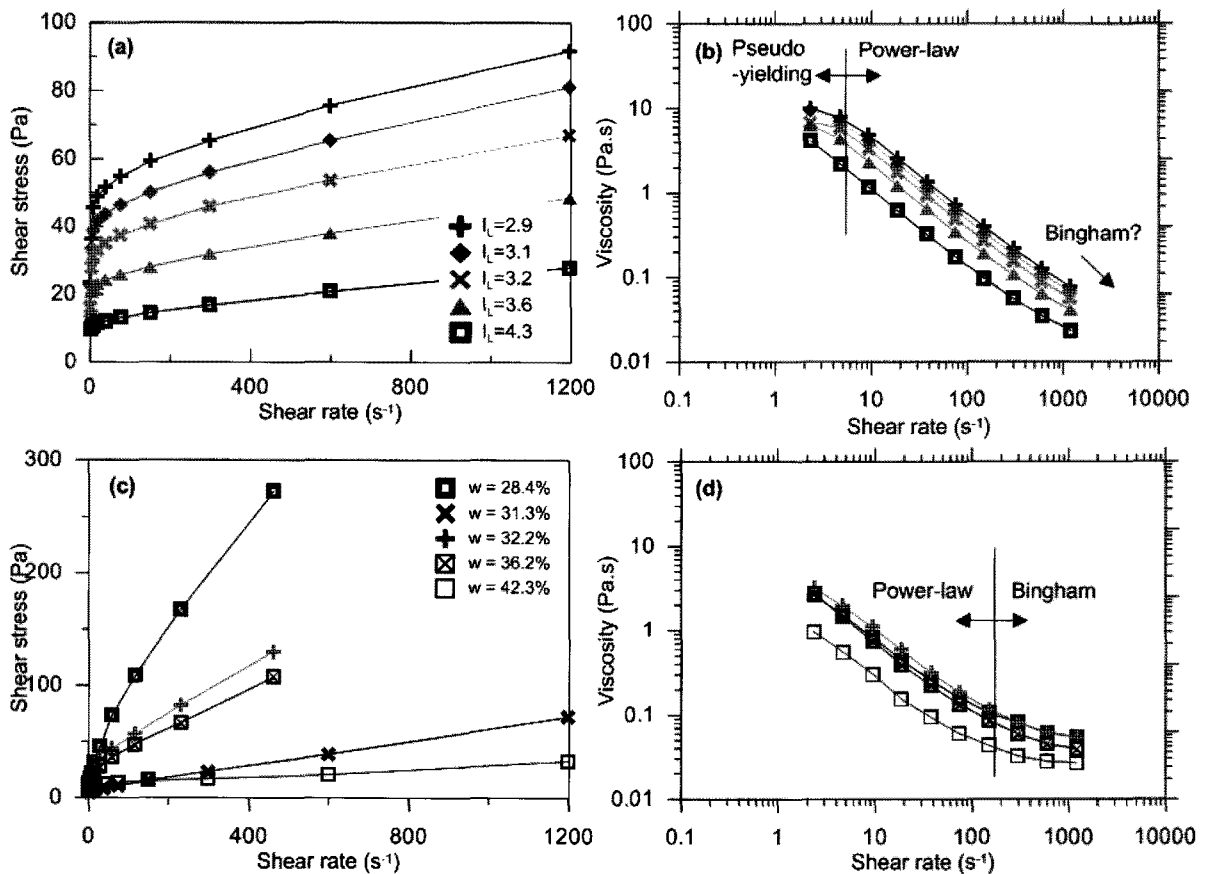 (a)
Shear stress (Pa)
100
80
60
40
20
0
I_L=2.9
I_L=3.1
I_L=3.2
I_L=3.6
I_L=4.3
0
400
800
1200
Shear rate (s⁻¹)
(b)
Pseudo
-yielding
Power-law
Bingham?
Viscosity (Pa.s)
100
10
1
0.1
0.01
0.1
1
10
100
1000
10000
Shear rate (s⁻¹)
(c)
Shear stress (Pa)
300
200
100
0
w = 28.4%
w = 31.3%
w = 32.2%
w = 36.2%
w = 42.3%
0
400
800
1200
Shear rate (s⁻¹)
(d)
Power-law
Bingham
Viscosity (Pa.s)
100
10
1
0.1
0.01
0.1
1
10
100
1000
10000
Shear rate (s⁻¹)